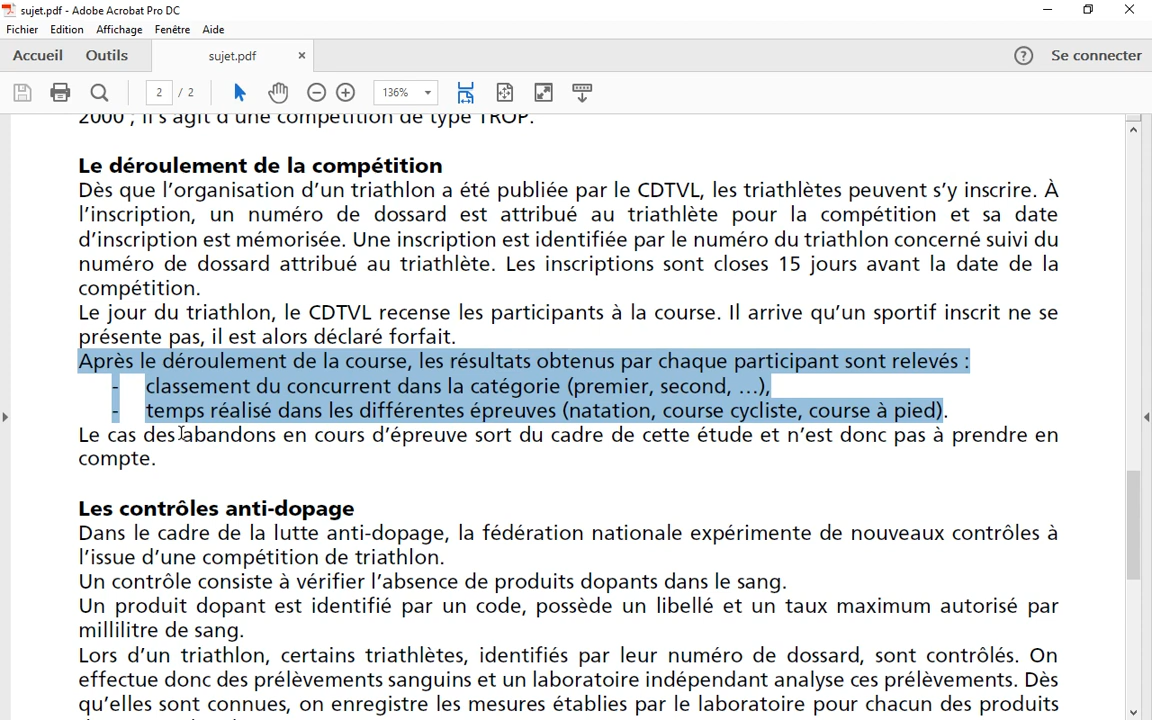 sujet.pdf - Adobe Acrobat Pro DC
Fichier Edition Affichage Fenêtre Aide
Accueil Outils sujet.pdf × ? Se connecter
2 / 2 136%
2000 ; il s'agit d'une compétition de type TROP.
Le déroulement de la compétition
Dès que l'organisation d'un triathlon a été publiée par le CDTVL, les triathlètes peuvent s'y inscrire. À
l'inscription, un numéro de dossard est attribué au triathlète pour la compétition et sa date
d'inscription est mémorisée. Une inscription est identifiée par le numéro du triathlon concerné suivi du
numéro de dossard attribué au triathlète. Les inscriptions sont closes 15 jours avant la date de la
compétition.
Le jour du triathlon, le CDTVL recense les participants à la course. Il arrive qu'un sportif inscrit ne se
présente pas, il est alors déclaré forfait.
Après le déroulement de la course, les résultats obtenus par chaque participant sont relevés :
- classement du concurrent dans la catégorie (premier, second, ...),
- temps réalisé dans les différentes épreuves (natation, course cycliste, course à pied).
Le cas des abandons en cours d'épreuve sort du cadre de cette étude et n'est donc pas à prendre en
compte.
Les contrôles anti-dopage
Dans le cadre de la lutte anti-dopage, la fédération nationale expérimente de nouveaux contrôles à
l'issue d'une compétition de triathlon.
Un contrôle consiste à vérifier l'absence de produits dopants dans le sang.
Un produit dopant est identifié par un code, possède un libellé et un taux maximum autorisé par
millilitre de sang.
Lors d'un triathlon, certains triathlètes, identifiés par leur numéro de dossard, sont contrôlés. On
effectue donc des prélèvements sanguins et un laboratoire indépendant analyse ces prélèvements. Dès
qu'elles sont connues, on enregistre les mesures établies par le laboratoire pour chacun des produits